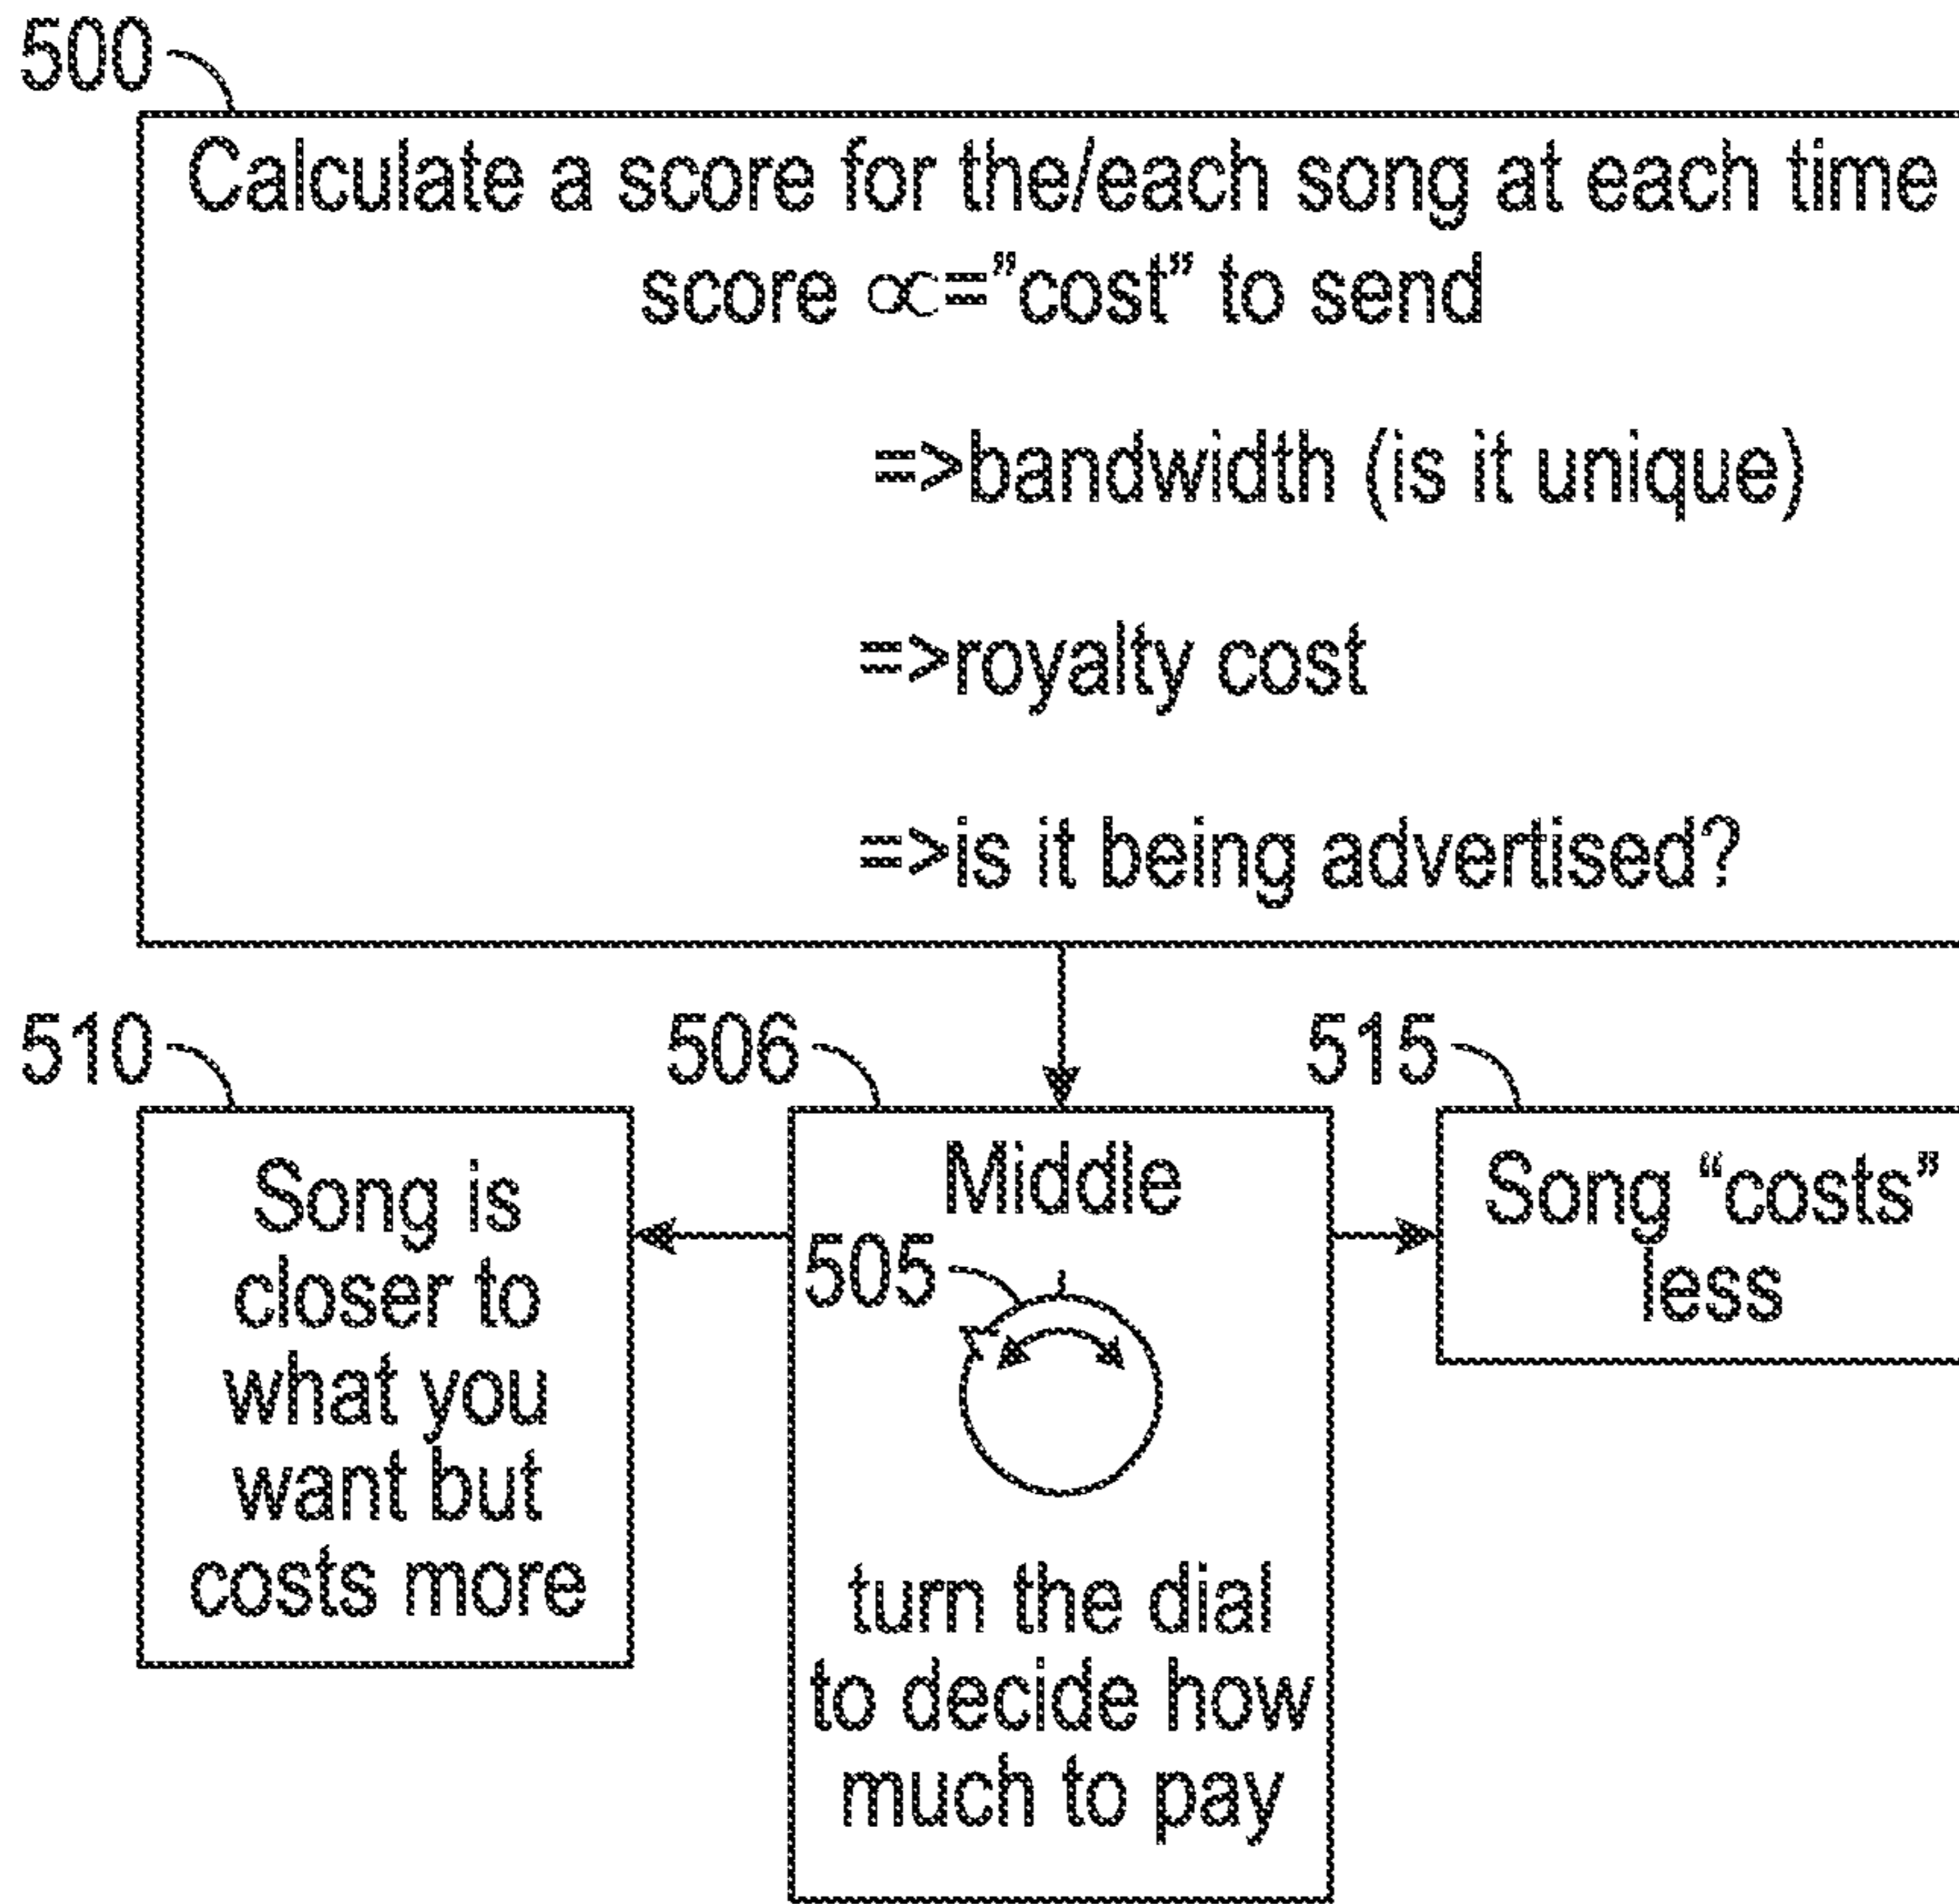 500
Calculate a score for the/each song at each time
score ∝="cost" to send
=>bandwidth (is it unique)
=>royalty cost
=>is it being advertised?
510
506
515
Song is
closer to
what you
want but
costs more
Middle
505
turn the dial
to decide how
much to pay
Song “costs”
less